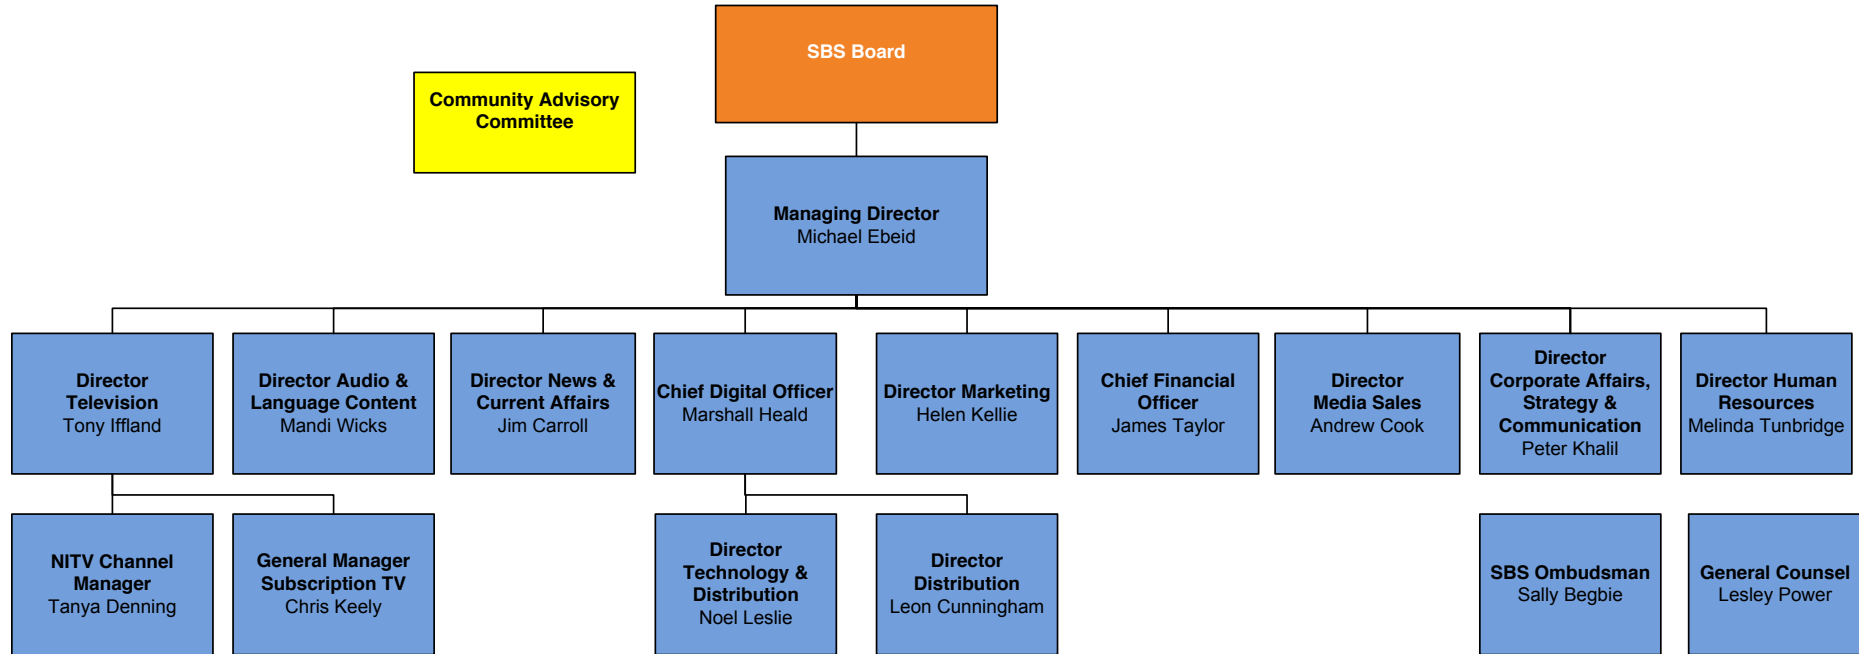 SBS Board
Community Advisory
Committee
Managing Director
Michael Ebeid
Director
Television
Tony Iffland
Director Audio &
Language Content
Mandi Wicks
Director News &
Current Affairs
Jim Carroll
Chief Digital Officer
Marshall Heald
Director Marketing
Helen Kellie
Chief Financial
Officer
James Taylor
Director
Media Sales
Andrew Cook
Director
Corporate Affairs,
Strategy &
Communication
Peter Khalil
Director Human
Resources
Melinda Tunbridge
NITV Channel
Manager
Tanya Denning
General Manager
Subscription TV
Chris Keely
Director
Technology &
Distribution
Noel Leslie
Director
Distribution
Leon Cunningham
SBS Ombudsman
Sally Begbie
General Counsel
Lesley Power